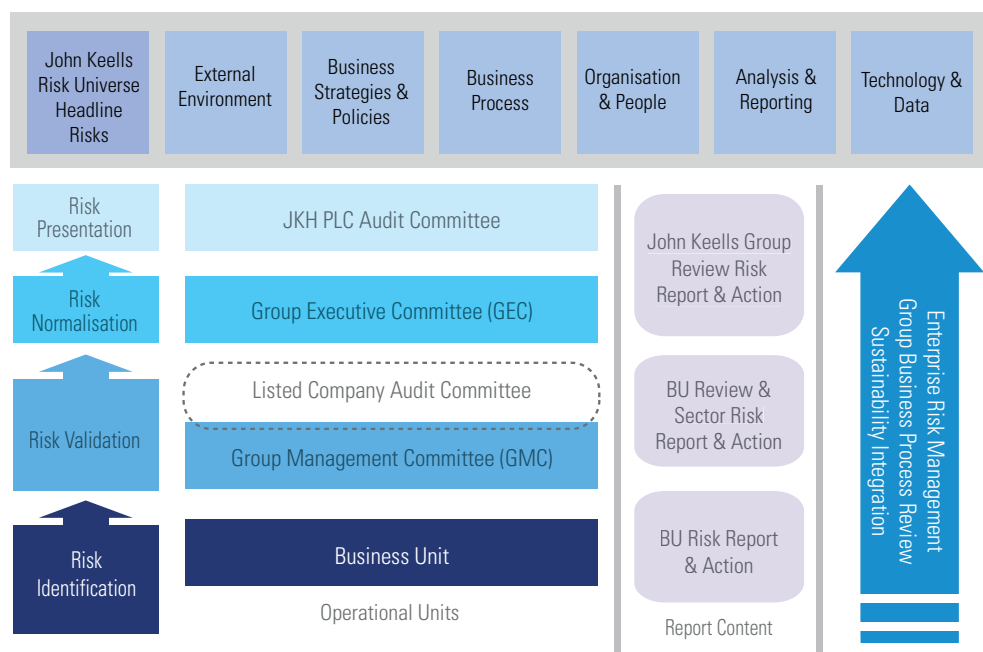 John Keells
Risk Universe
Headline
Risks
External
Environment
Business
Strategies &
Policies
Business
Process
Organisation
& People
Analysis &
Reporting
Technology &
Data
Risk
Presentation
JKH PLC Audit Committee
Risk
Normalisation
Group Executive Committee (GEC)
John Keells Group
Review Risk
Report & Action
Risk Validation
Listed Company Audit Committee
Group Management Committee (GMC)
BU Review &
Sector Risk
Report & Action
Risk
Identification
Business Unit
Operational Units
BU Risk Report
& Action
Report Content
Enterprise Risk Management
Group Business Process Review
Sustainability Integration